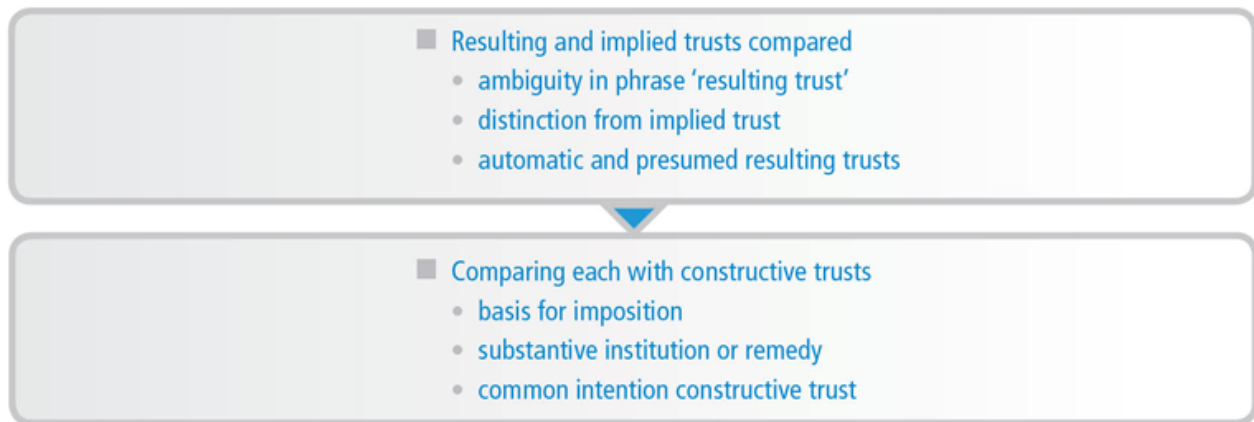 Resulting and implied trusts compared
ambiguity in phrase ‘resulting trust’
distinction from implied trust
automatic and presumed resulting trusts
Comparing each with constructive trusts
basis for imposition
substantive institution or remedy
common intention constructive trust